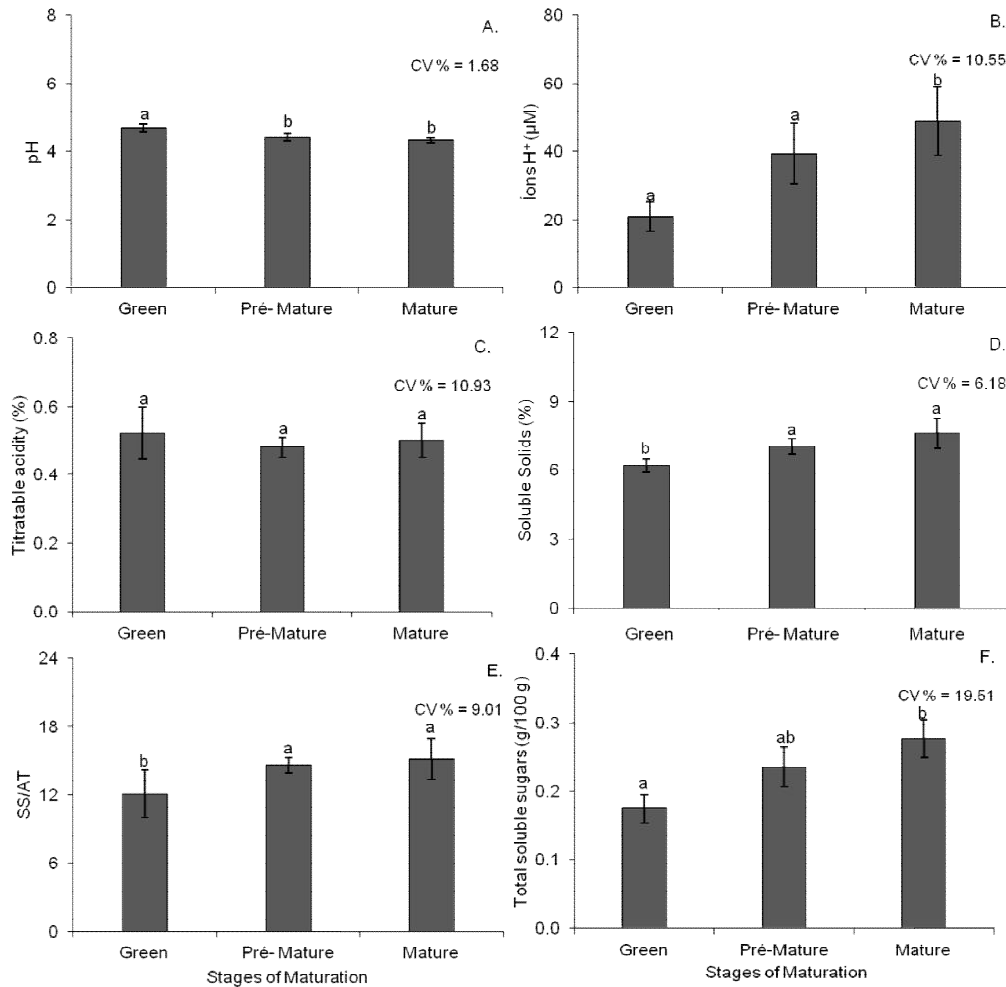 A.
CV % = 1.68
8
6
4
2
0
pH
a
b
b
Green
Pré- Mature
Mature
B.
CV % = 10.55
80
60
40
20
0
Íons H⁺ (µM)
a
a
b
Green
Pré- Mature
Mature
C.
CV % = 10.93
0.8
0.6
0.4
0.2
0.0
Titratable acidity (%)
a
a
a
Green
Pré-Mature
Mature
D.
CV % = 6.18
12
9
6
3
0
Soluble Solids (%)
b
a
a
Green
Pré-Mature
Mature
E.
CV % = 9.01
24
18
12
6
0
SS/AT
b
a
a
Green
Pré- Mature
Mature
Stages of Maturation
F.
CV % = 19.51
0.4
0.3
0.2
0.1
0.0
Total soluble sugars (g/100 g)
a
ab
b
Green
Pré-Mature
Mature
Stages of Maturation